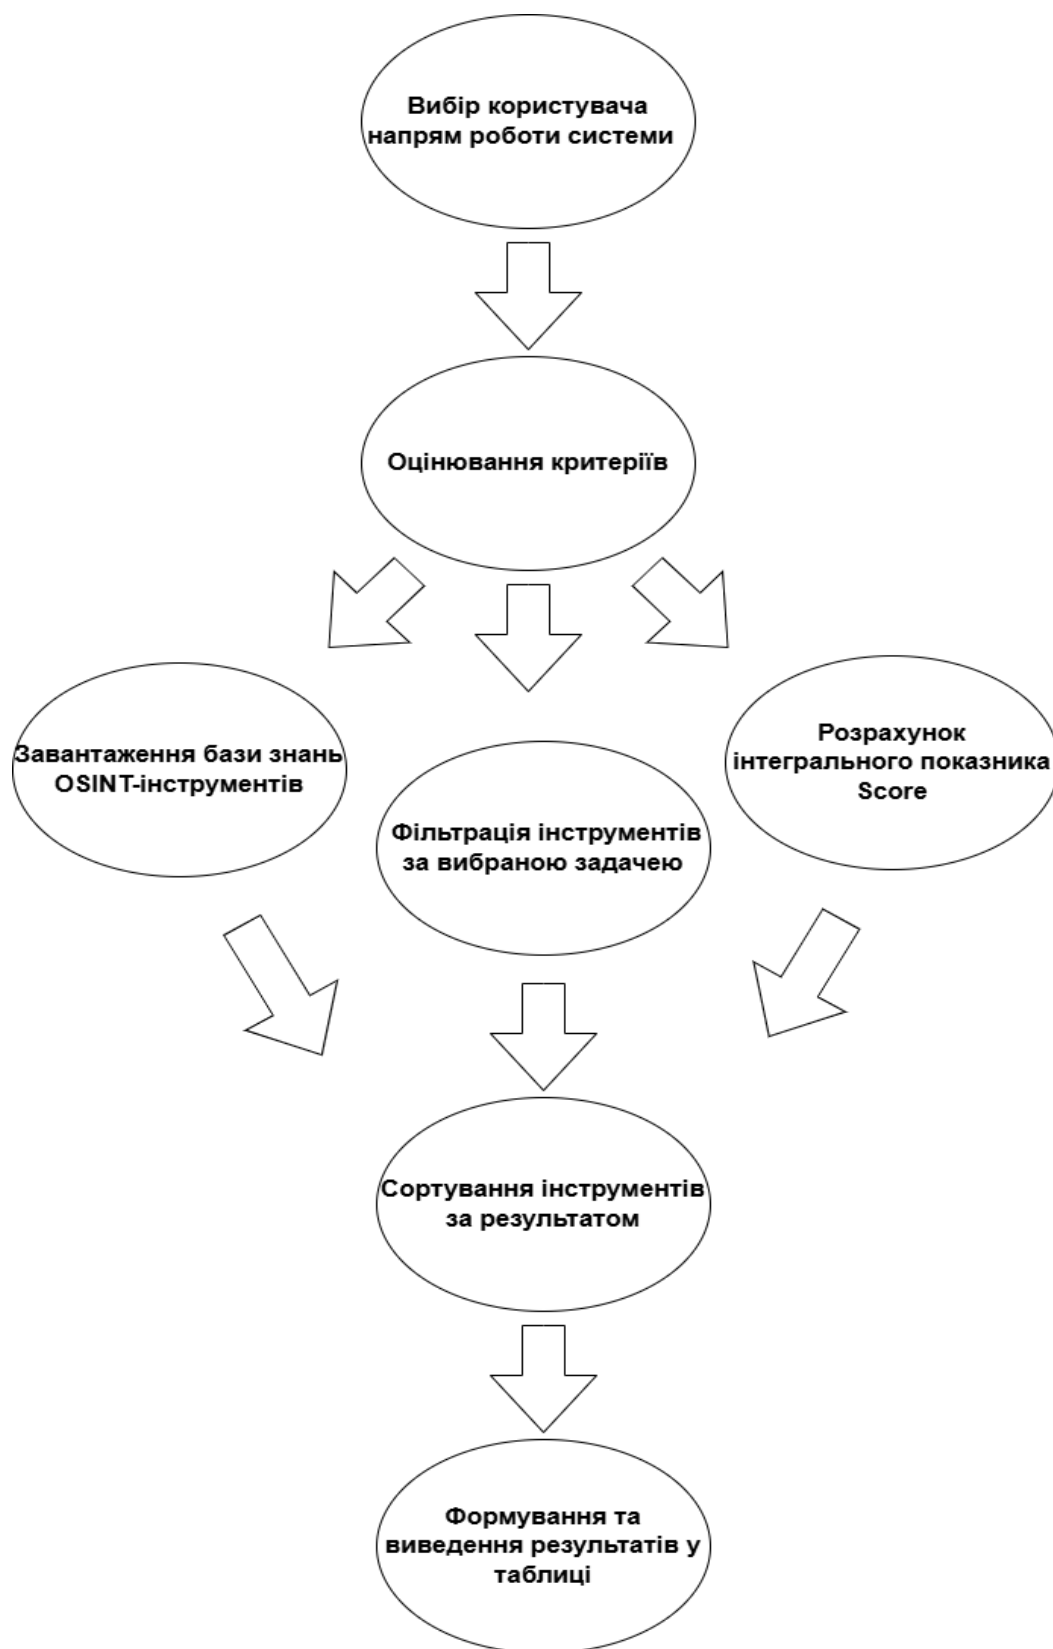 Вибір користувача
напрям роботи системи
Оцінювання критеріїв
Завантаження бази знань
OSINT-інструментів
Фільтрація інструментів
за вибраною задачею
Розрахунок
інтегрального показника
Score
Сортування інструментів
за результатом
Формування та
виведення результатів у
таблиці